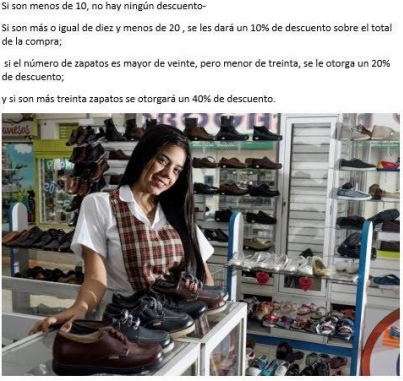 Si son menos de 10, no hay ningún descuento-
Si son más o igual de diez y menos de 20 , se les dará un 10% de descuento sobre el total
de la compra;
si el número de zapatos es mayor de veinte, pero menor de treinta, se le otorga un 20%
de descuento;
y si son más treinta zapatos se otorgará un 40% de descuento.